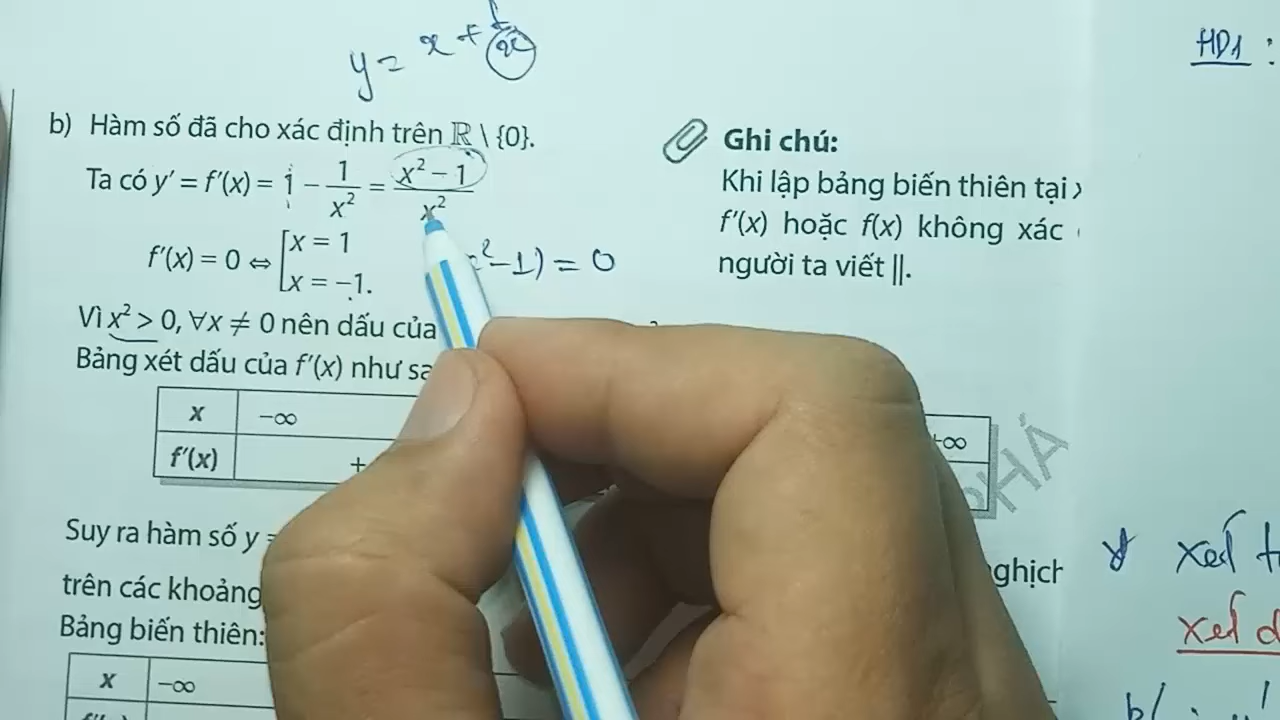 y = x + 1/x
HD1 :
b) Hàm số đã cho xác định trên ℝ \ {0}.
Ta có y' = f'(x) = 1 − 1/x² = (x² − 1)/x²
f'(x) = 0 ⇔ [x = 1
x = −1.
²−1) = 0
Vì x² > 0, ∀x ≠ 0 nên dấu của
Bảng xét dấu của f'(x) như
x −∞ +∞
f'(x) +
Suy ra hàm số y =
trên các khoảng
nghịch
Bảng biến thiên:
x −∞
Ghi chú:
Khi lập bảng biến thiên tại
f'(x) hoặc f(x) không xác
người ta viết ||.
PHÁ
xét
xét
b/